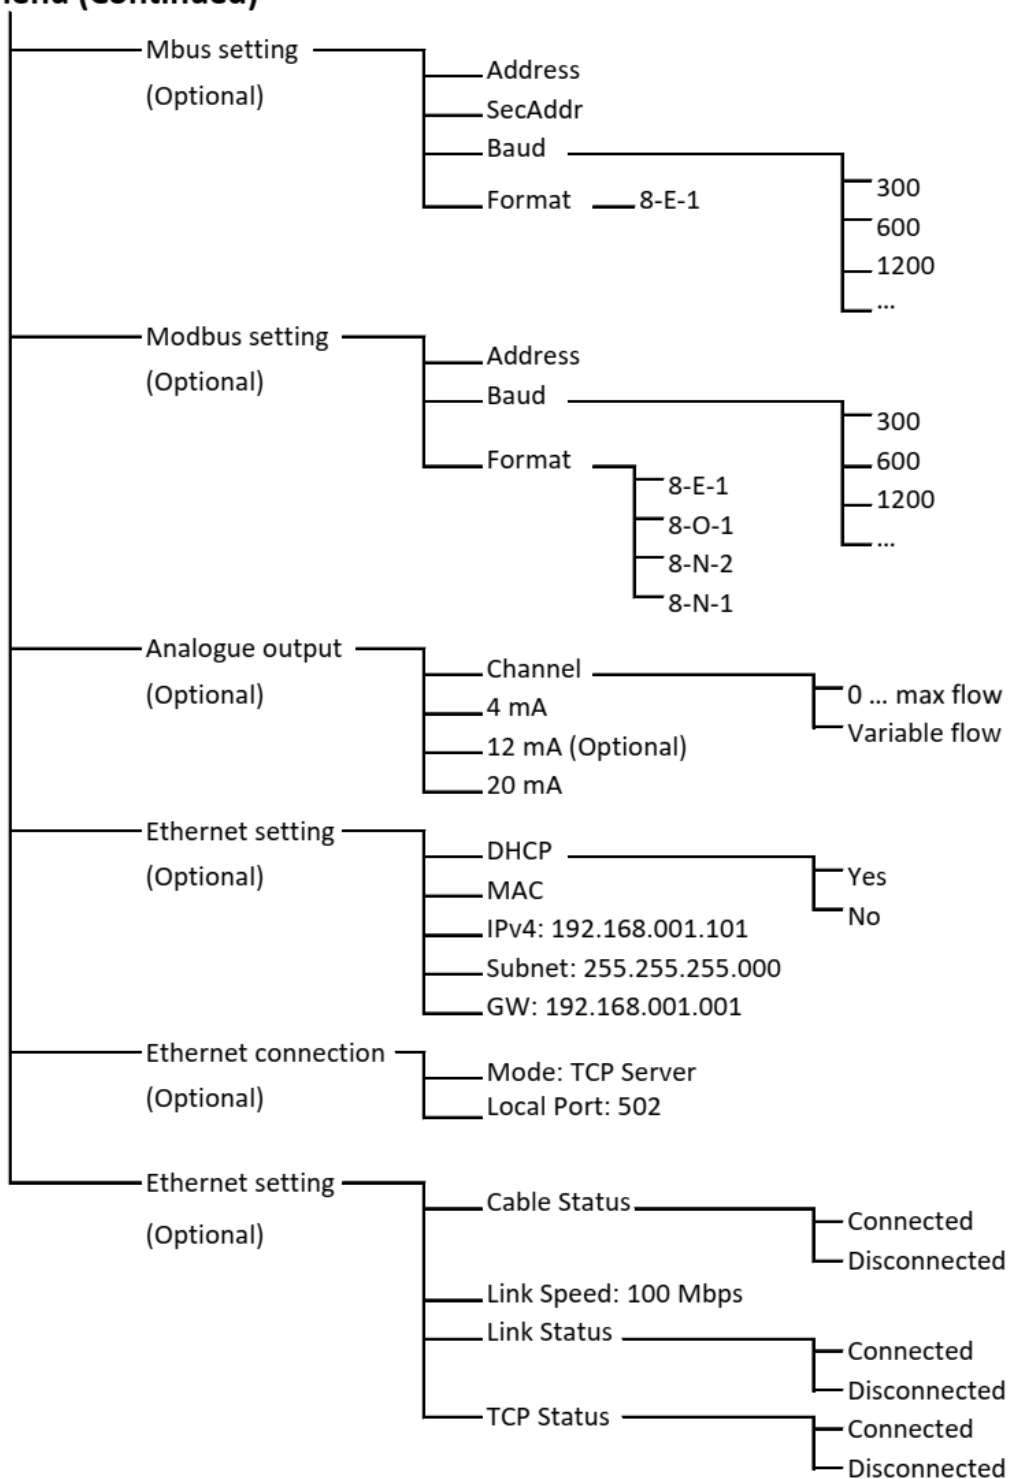 (Continued)
Mbus setting
(Optional)
Address
SecAddr
Baud
300
600
1200
...
Format 8-E-1
Modbus setting
(Optional)
Address
Baud
300
600
1200
...
Format
8-E-1
8-O-1
8-N-2
8-N-1
Analogue output
(Optional)
Channel
0 ... max flow
Variable flow
4 mA
12 mA (Optional)
20 mA
Ethernet setting
(Optional)
DHCP
Yes
No
MAC
IPv4: 192.168.001.101
Subnet: 255.255.255.000
GW: 192.168.001.001
Ethernet connection
(Optional)
Mode: TCP Server
Local Port: 502
Ethernet setting
(Optional)
Cable Status
Connected
Disconnected
Link Speed: 100 Mbps
Link Status
Connected
Disconnected
TCP Status
Connected
Disconnected